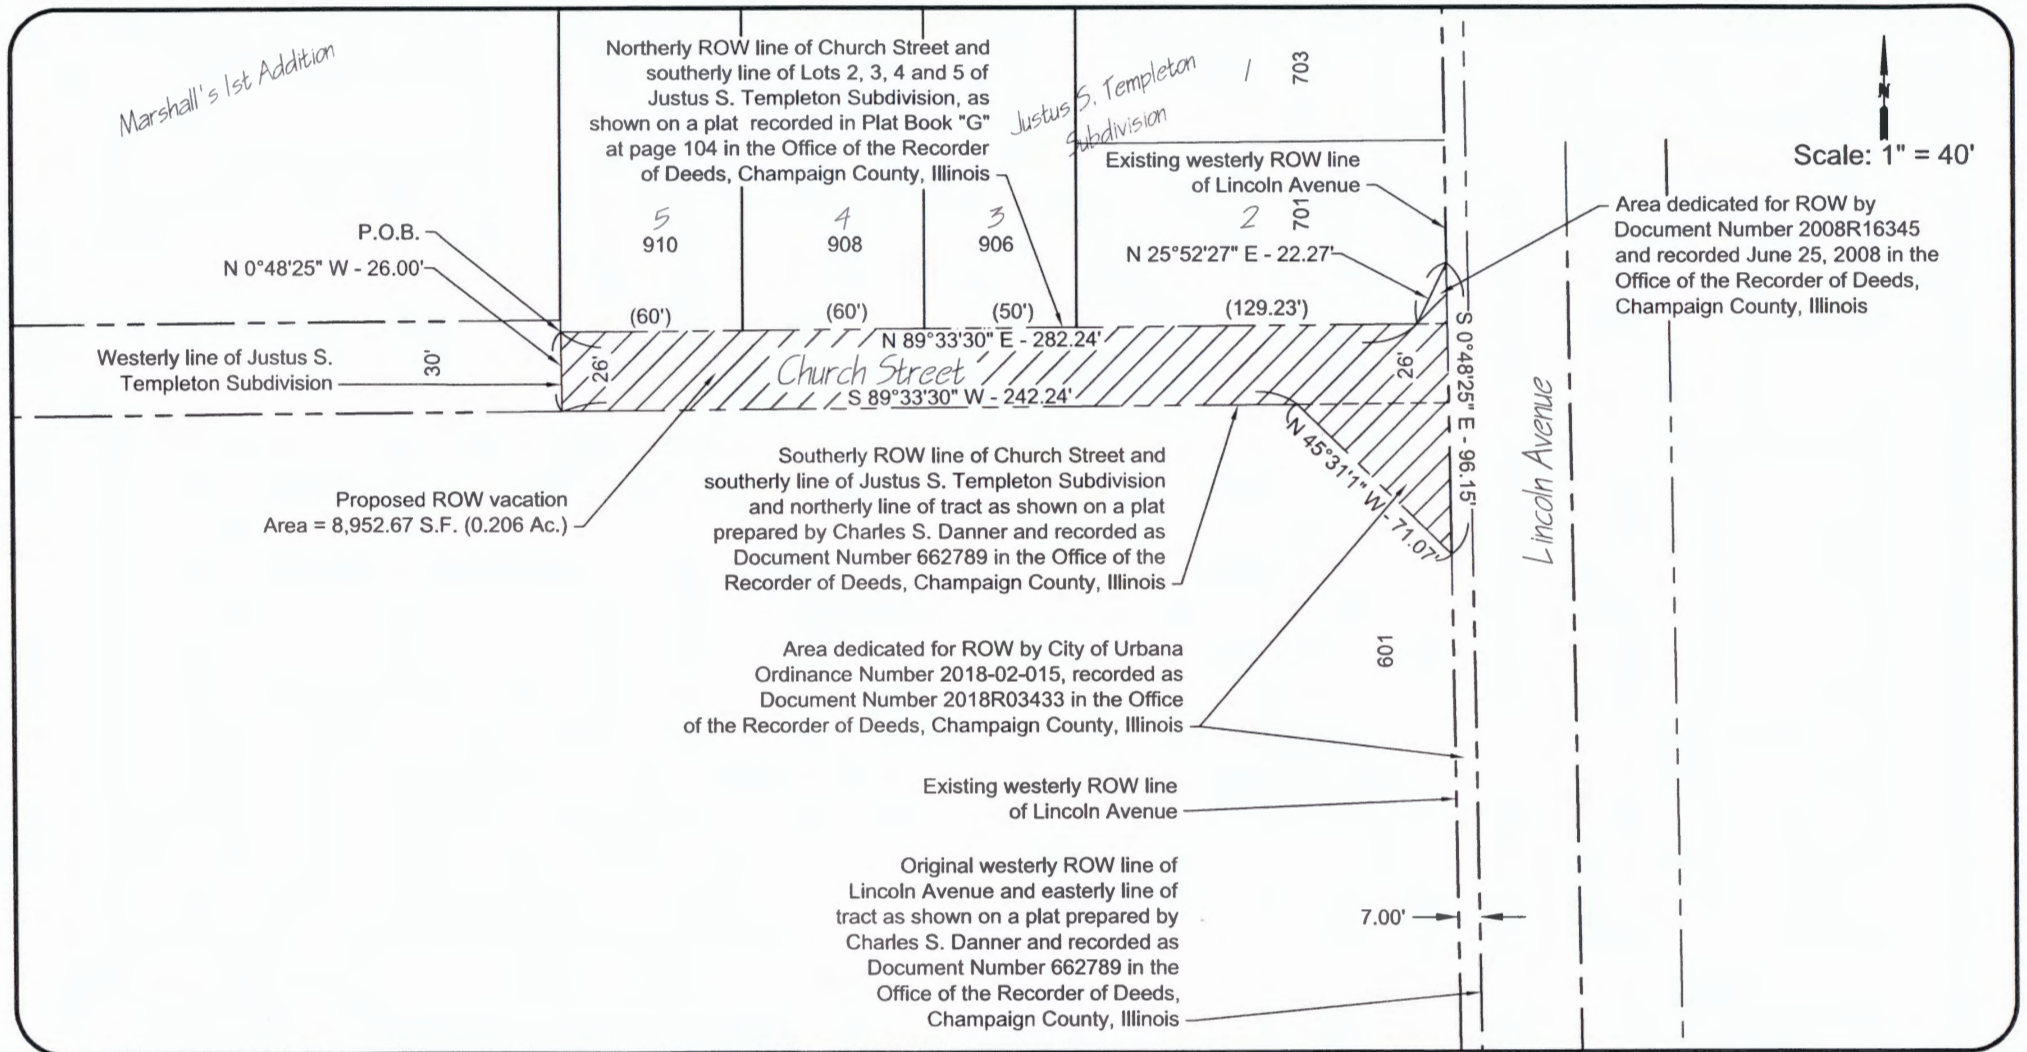 Marshall's 1st Addition
Northerly ROW line of Church Street and
southerly line of Lots 2, 3, 4 and 5 of
Justus S. Templeton Subdivision, as
shown on a plat recorded in Plat Book "G"
at page 104 in the Office of the Recorder
of Deeds, Champaign County, Illinois
Justus S. Templeton
Subdivision
1
703
N
Scale: 1" = 40'
Existing westerly ROW line
of Lincoln Avenue
Area dedicated for ROW by
Document Number 2008R16345
and recorded June 25, 2008 in the
Office of the Recorder of Deeds,
Champaign County, Illinois
P.O.B.
N 0°48'25" W - 26.00'
5
910
4
908
3
906
2
701
N 25°52'27" E - 22.27'
(60')
(60')
(50')
(129.23')
N 89°33'30" E - 282.24'
Westerly line of Justus S.
Templeton Subdivision
30'
26'
Church Street
26'
S 89°33'30" W - 242.24'
S 0°48'25" E - 96.15'
N 45°31'1" W - 71.07'
Lincoln Avenue
Proposed ROW vacation
Area = 8,952.67 S.F. (0.206 Ac.)
Southerly ROW line of Church Street and
southerly line of Justus S. Templeton Subdivision
and northerly line of tract as shown on a plat
prepared by Charles S. Danner and recorded as
Document Number 662789 in the Office of the
Recorder of Deeds, Champaign County, Illinois
601
Area dedicated for ROW by City of Urbana
Ordinance Number 2018-02-015, recorded as
Document Number 2018R03433 in the Office
of the Recorder of Deeds, Champaign County, Illinois
Existing westerly ROW line
of Lincoln Avenue
Original westerly ROW line of
Lincoln Avenue and easterly line of
tract as shown on a plat prepared by
Charles S. Danner and recorded as
Document Number 662789 in the
Office of the Recorder of Deeds,
Champaign County, Illinois
7.00'